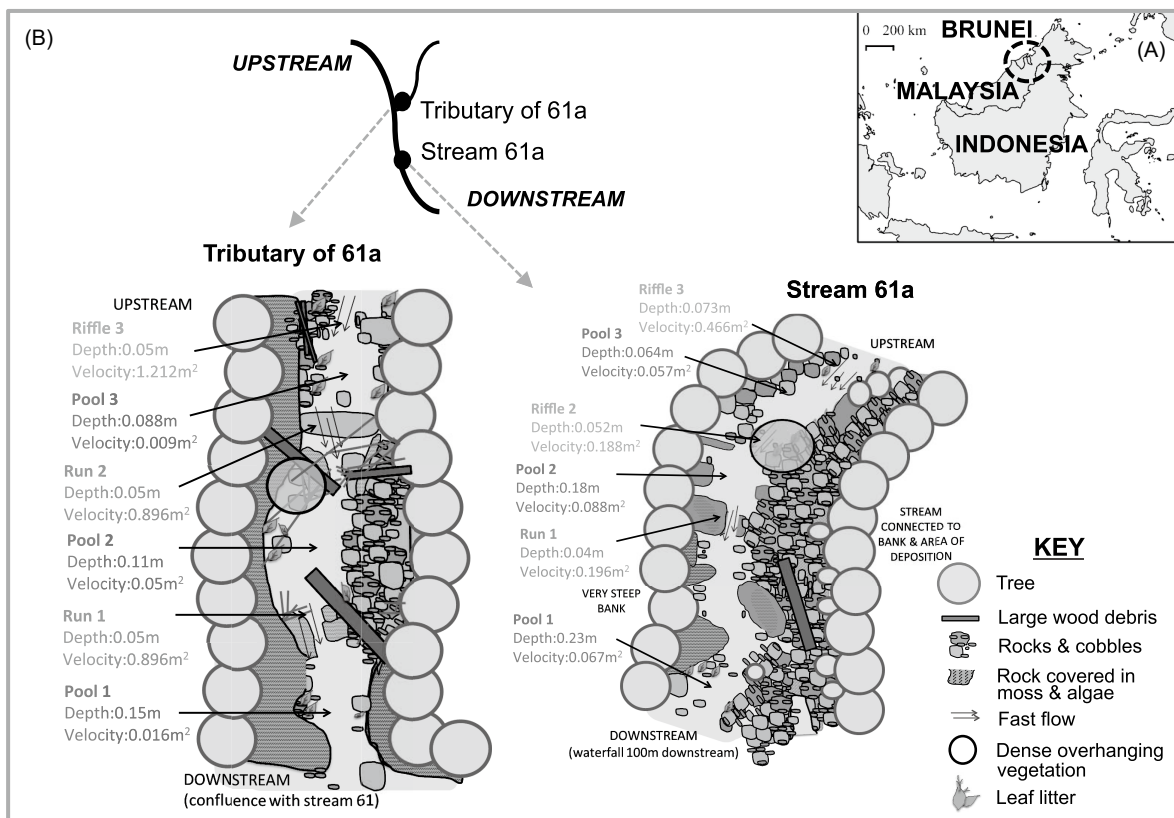 (B)
UPSTREAM
Tributary of 61a
Stream 61a
DOWNSTREAM
0 200 km
BRUNEI
(A)
MALAYSIA
INDONESIA
Tributary of 61a
UPSTREAM
Riffle 3
Depth:0.05m
Velocity:1.212m²
Pool 3
Depth:0.088m
Velocity:0.009m²
Run 2
Depth:0.05m
Velocity:0.896m²
Pool 2
Depth:0.11m
Velocity:0.05m²
Run 1
Depth:0.05m
Velocity:0.896m²
Pool 1
Depth:0.15m
Velocity:0.016m²
DOWNSTREAM
(confluence with stream 61)
Stream 61a
Riffle 3
Depth:0.073m
Velocity:0.466m²
UPSTREAM
Pool 3
Depth:0.064m
Velocity:0.057m²
Riffle 2
Depth:0.052m
Velocity:0.188m²
Pool 2
Depth:0.18m
Velocity:0.088m²
Run 1
Depth:0.04m
Velocity:0.196m²
VERY STEEP
BANK
Pool 1
Depth:0.23m
Velocity:0.067m²
DOWNSTREAM
(waterfall 100m downstream)
STREAM
CONNECTED TO
BANK & AREA OF
DEPOSITION
KEY
Tree
Large wood debris
Rocks & cobbles
Rock covered in
moss & algae
Fast flow
Dense overhanging
vegetation
Leaf litter